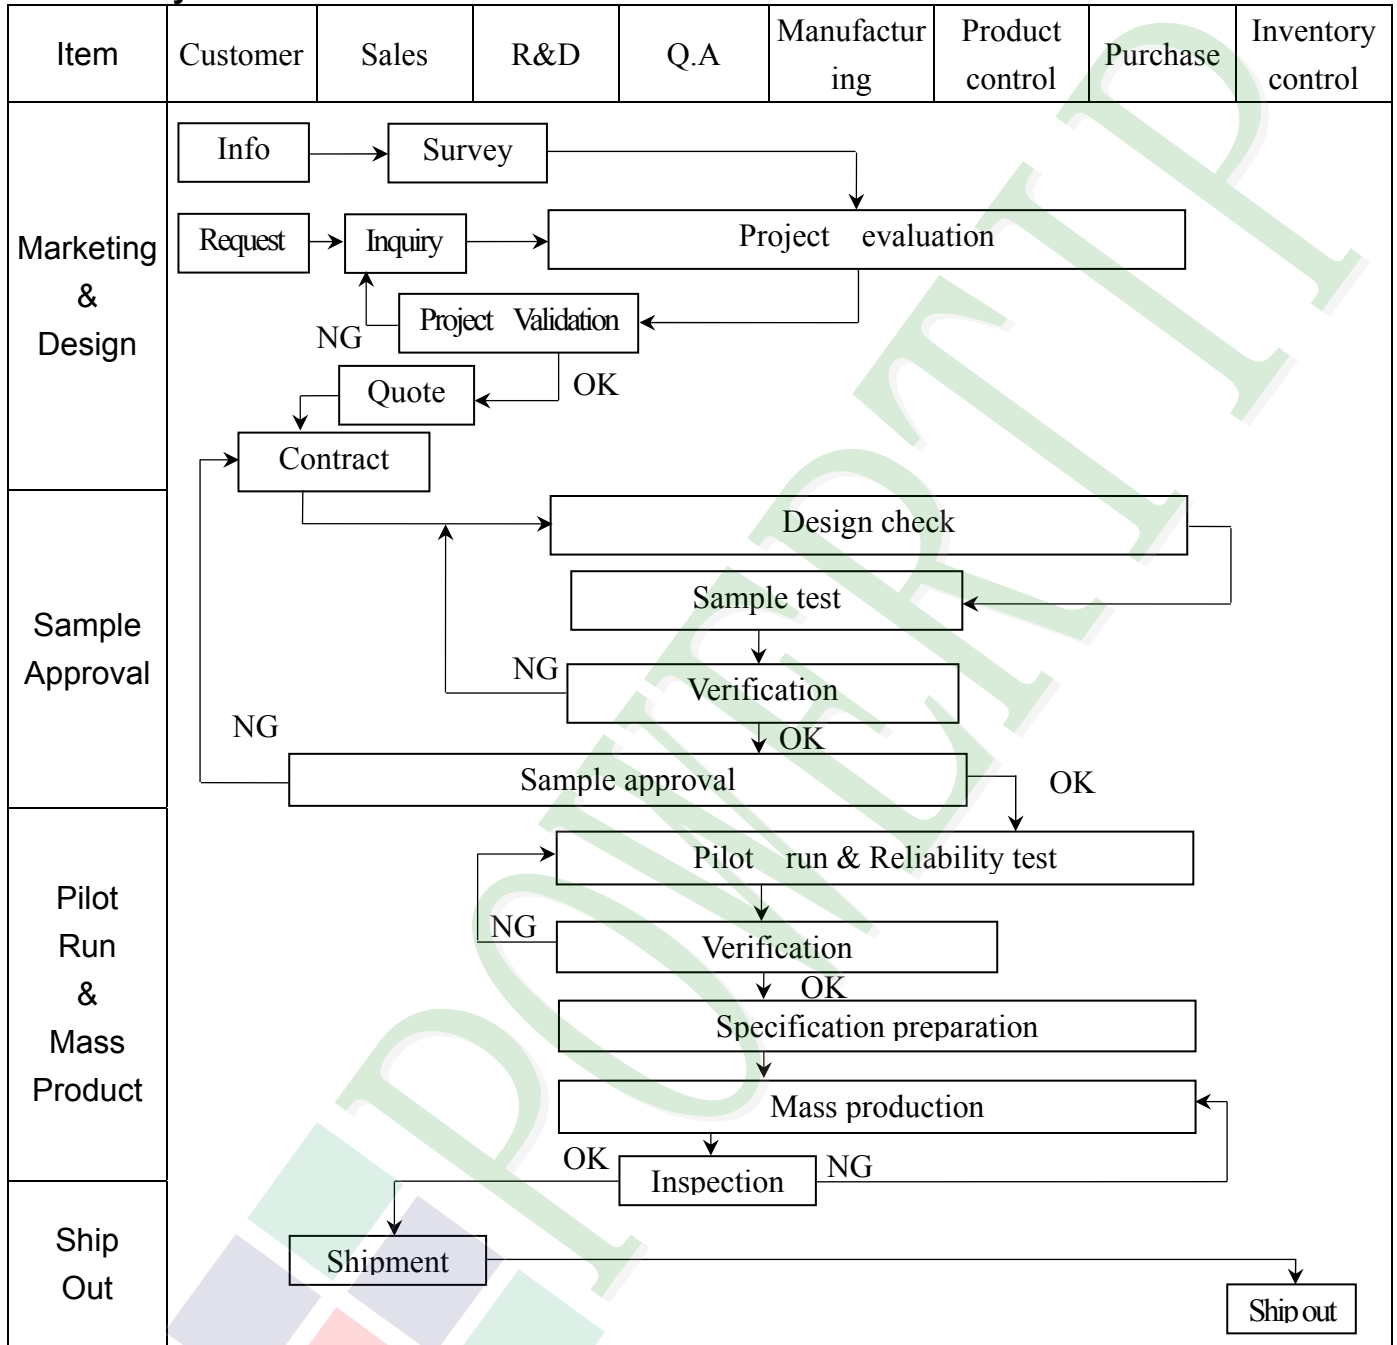 Item
Customer
Sales
R&D
Q.A
Manufactur
ing
Product
control
Purchase
Inventory
control
Marketing
&
Design
Info
Survey
Request
Inquiry
Project evaluation
NG
Project Validation
Quote
OK
Contract
Sample
Approval
Design check
Sample test
NG
Verification
NG
OK
Sample approval
OK
Pilot
Run
&
Mass
Product
Pilot run & Reliability test
NG
Verification
OK
Specification preparation
Mass production
OK
Inspection
NG
Ship
Out
Shipment
Ship out
POWERTIP